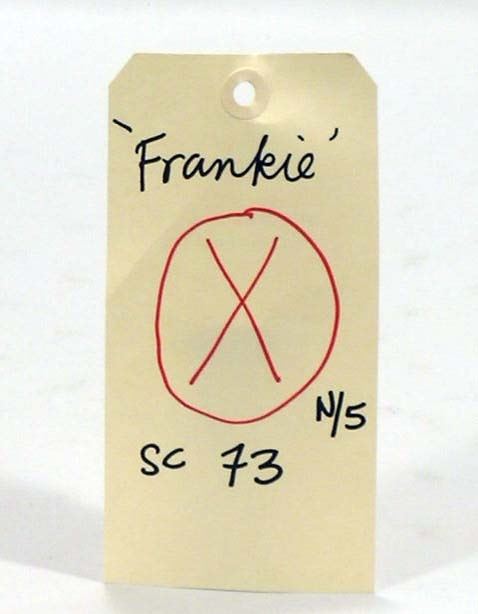 'Frankie'
X
N/5
SC 73